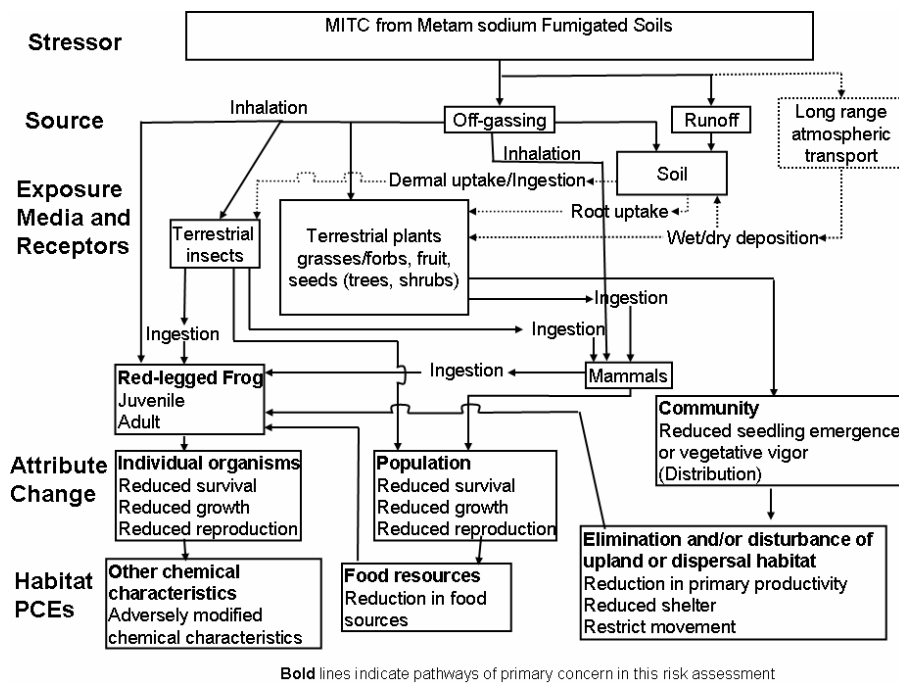 Stressor
MITC from Metam sodium Fumigated Soils
Source
Inhalation
Off-gassing
Runoff
Long range
atmospheric
transport
Inhalation
Exposure
Media and
Receptors
Dermal uptake/Ingestion
Soil
Root uptake
Wet/dry deposition
Terrestrial
insects
Terrestrial plants
grasses/forbs, fruit,
seeds (trees, shrubs)
Ingestion
Ingestion
Ingestion
Red-legged Frog
Juvenile
Adult
Ingestion
Mammals
Community
Reduced seedling emergence
or vegetative vigor
(Distribution)
Attribute
Change
Individual organisms
Reduced survival
Reduced growth
Reduced reproduction
Population
Reduced survival
Reduced growth
Reduced reproduction
Habitat
PCEs
Other chemical
characteristics
Adversely modified
chemical characteristics
Food resources
Reduction in food
sources
Elimination and/or disturbance of
upland or dispersal habitat
Reduction in primary productivity
Reduced shelter
Restrict movement
Bold lines indicate pathways of primary concern in this risk assessment